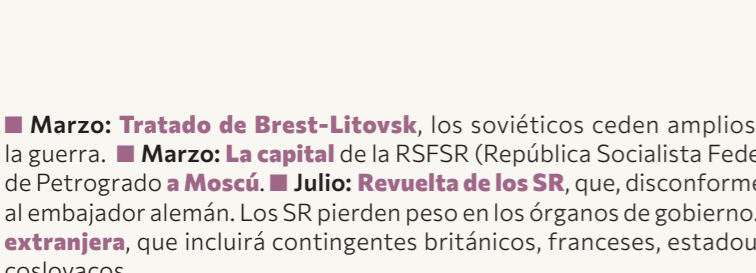 ■ Marzo: Tratado de Brest-Litovsk, los soviéticos ceden amplios
la guerra. ■ Marzo: La capital de la RSFSR (República Socialista Fede
de Petrogrado a Moscú. ■ Julio: Revuelta de los SR, que, disconforme
al embajador alemán. Los SR pierden peso en los órganos de gobierno.
extranjera, que incluirá contingentes británicos, franceses, estadou
coslovacos